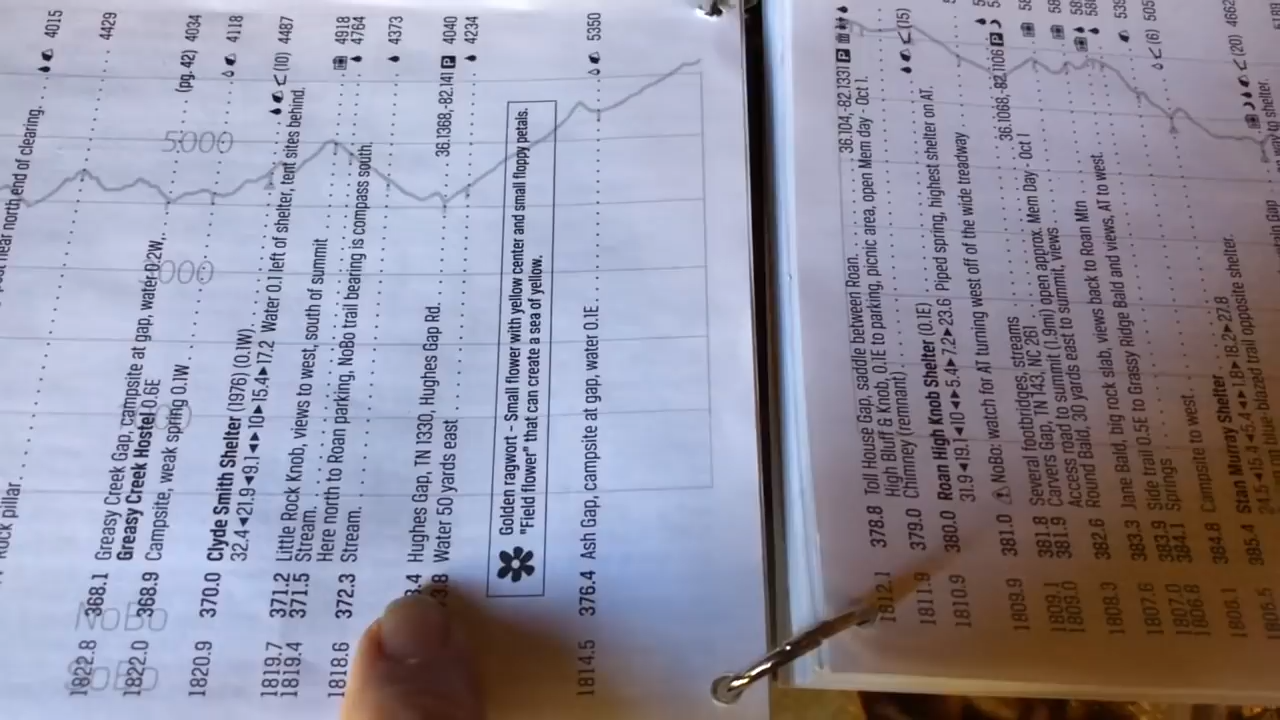 Rock pillar
near north end of clearing. 4015
4429
1822.8 368.1 Greasy Creek Gap, campsite at gap, water 0.2W,
Greasy Creek Hostel 0.6E (pg. 42) 4034
1822.0 368.9 Campsite, weak spring 0.1W 4118
1820.9 370.0 Clyde Smith Shelter (1976) (0.1W) (10) 4487
32.4◄21.9◄9.1◄►10►15.4►17.2 Water 0.1 left of shelter, tent sites behind.
1819.7 371.2 Little Rock Knob, views to west, south of summit 4918
1819.4 371.5 Stream. 4764
Here north to Roan parking, NoBo trail bearing is compass south.
1818.6 372.3 Stream. 4373
Hughes Gap, TN 1330, Hughes Gap Rd. 36.1368,-82.141 P 4040
Water 50 yards east 4234
Golden ragwort - Small flower with yellow center and small floppy petals.
"Field flower" that can create a sea of yellow.
1814.5 376.4 Ash Gap, campsite at gap, water 0.1E 5350
5000
NoBo
SoBo
1812.1 378.8 Toll House Gap, saddle between Roan 36.104,-82.1331 P
High Bluff & Knob, 0.1E to parking, picnic area, open Mem day - Oct 1.
1811.9 379.0 Chimney (remnant)
1810.9 380.0 Roan High Knob Shelter (0.1E) (15)
31.9◄19.1◄10◄►5.4►7.2►23.6 Piped spring, highest shelter on AT.
1809.9 381.0 NoBo: watch for AT turning west off of the wide treadway
Several footbridges, streams
1809.1 381.8 Carvers Gap, TN 143, NC 261 36.1068,-82.1106 P
1809.0 381.9 Access road to summit (1.9mi) open approx. Mem Day - Oct 1
Round Bald, 30 yards east to summit, views
1808.3 382.6 Jane Bald, big rock slab, views back to Roan Mtn
1807.6 383.3 Side trail 0.5E to Grassy Ridge Bald and views, AT to west.
1807.0 383.9 Springs
1806.8 384.1
1806.1 384.8 Campsite to west (6)
385.4 Stan Murray Shelter (20) 4662
5.4◄►1.8►18.2►27.8
blue-blazed trail opposite shelter.